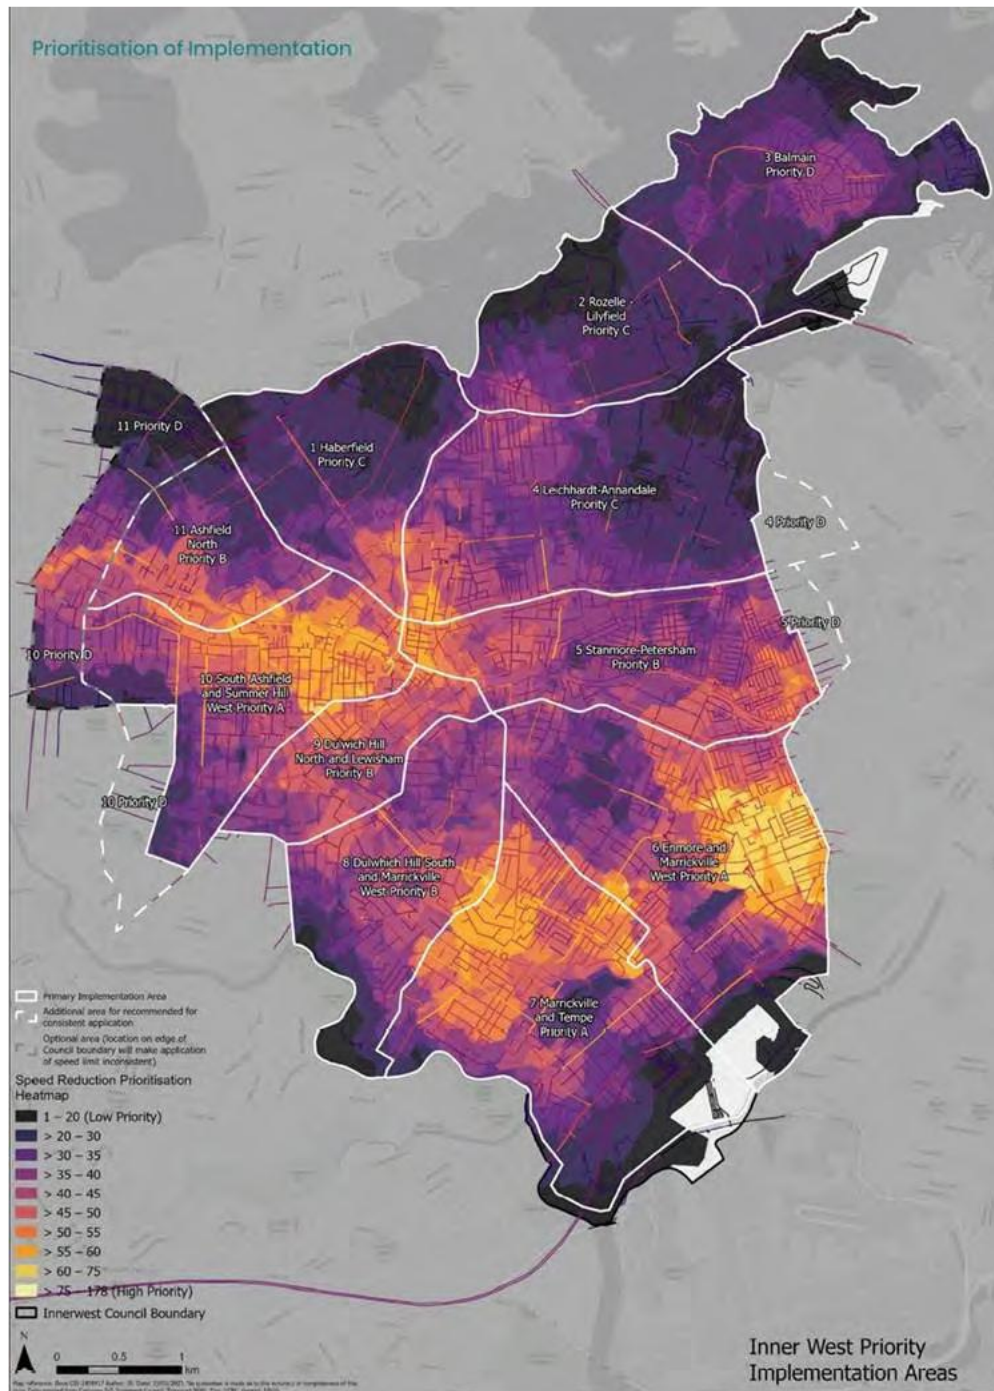 Prioritisation of Implementation
3 Balmain
Priority D
2 Rozelle -
Lilyfield
Priority C
11 Priority D
1 Haberfield
Priority C
4 Leichhardt-Annandale
Priority C
4 Priority D
11 Ashfield
North
Priority B
5 Priority D
10 Priority D
5 Stanmore-Petersham
Priority B
10 South Ashfield
and Summer Hill
West Priority A
9 Dulwich Hill
North and Lewisham
Priority B
10 Priority D
6 Enmore and
Marrickville
West Priority A
8 Dulwhich Hill South
and Marrickville
West Priority B
7 Marrickville
and Tempe
Priority A
Primary Implementation Area
Additional area for recommended for
consistent application
Optional area (location on edge of
Council boundary will make application
of speed limit inconsistent)
Speed Reduction Prioritisation
Heatmap
1 – 20 (Low Priority)
> 20 – 30
> 30 – 35
> 35 – 40
> 40 – 45
> 45 – 50
> 50 – 55
> 55 – 60
> 60 – 75
> 75 – 178 (High Priority)
Innerwest Council Boundary
N
0 0.5 1
km
Inner West Priority
Implementation Areas